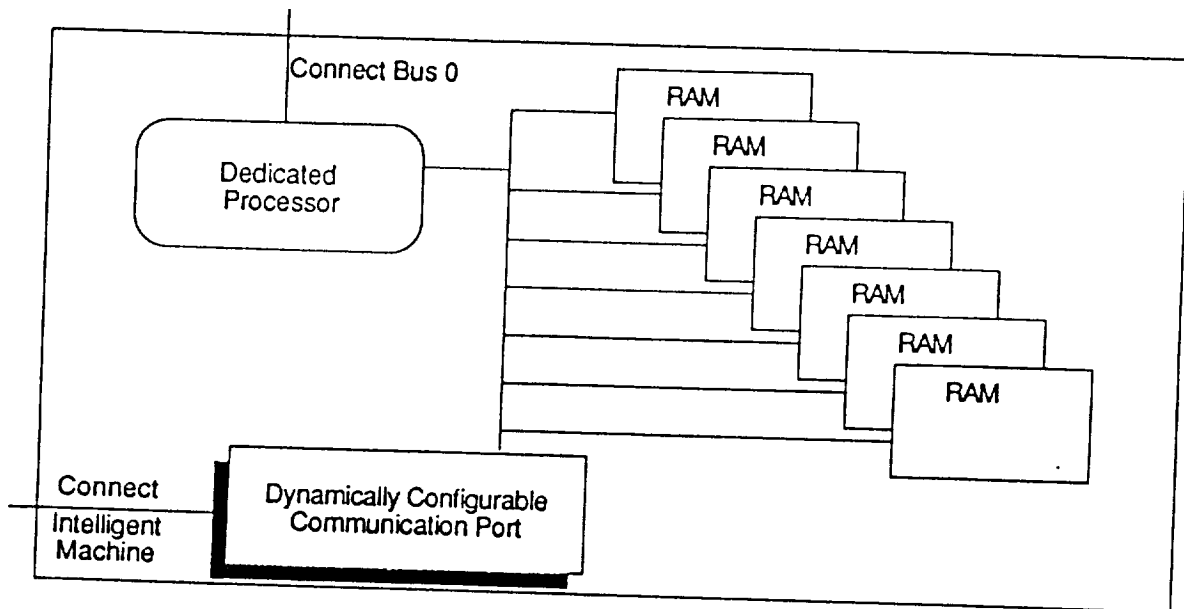 Connect Bus 0
Dedicated
Processor
RAM
RAM
RAM
RAM
RAM
RAM
RAM
Connect
Intelligent
Machine
Dynamically Configurable
Communication Port